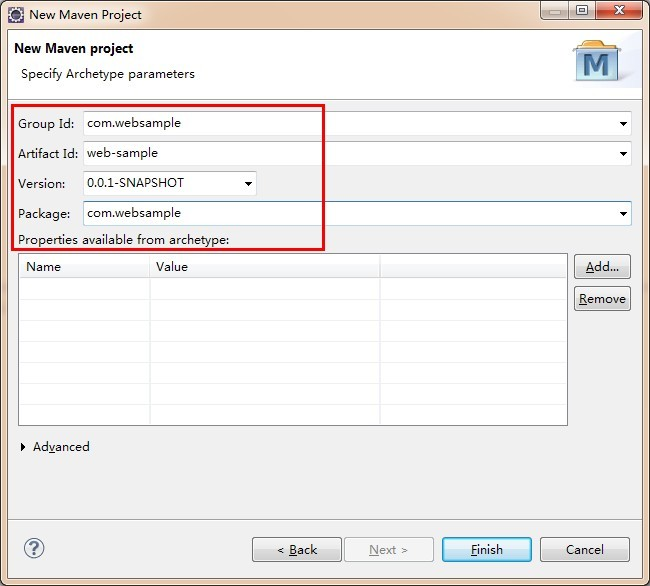 New Maven Project
New Maven project
Specify Archetype parameters
M
Group Id: com.websample
Artifact Id: web-sample
Version: 0.0.1-SNAPSHOT
Package: com.websample
Properties available from archetype:
Name Value
Add...
Remove
Advanced
? < Back Next > Finish Cancel